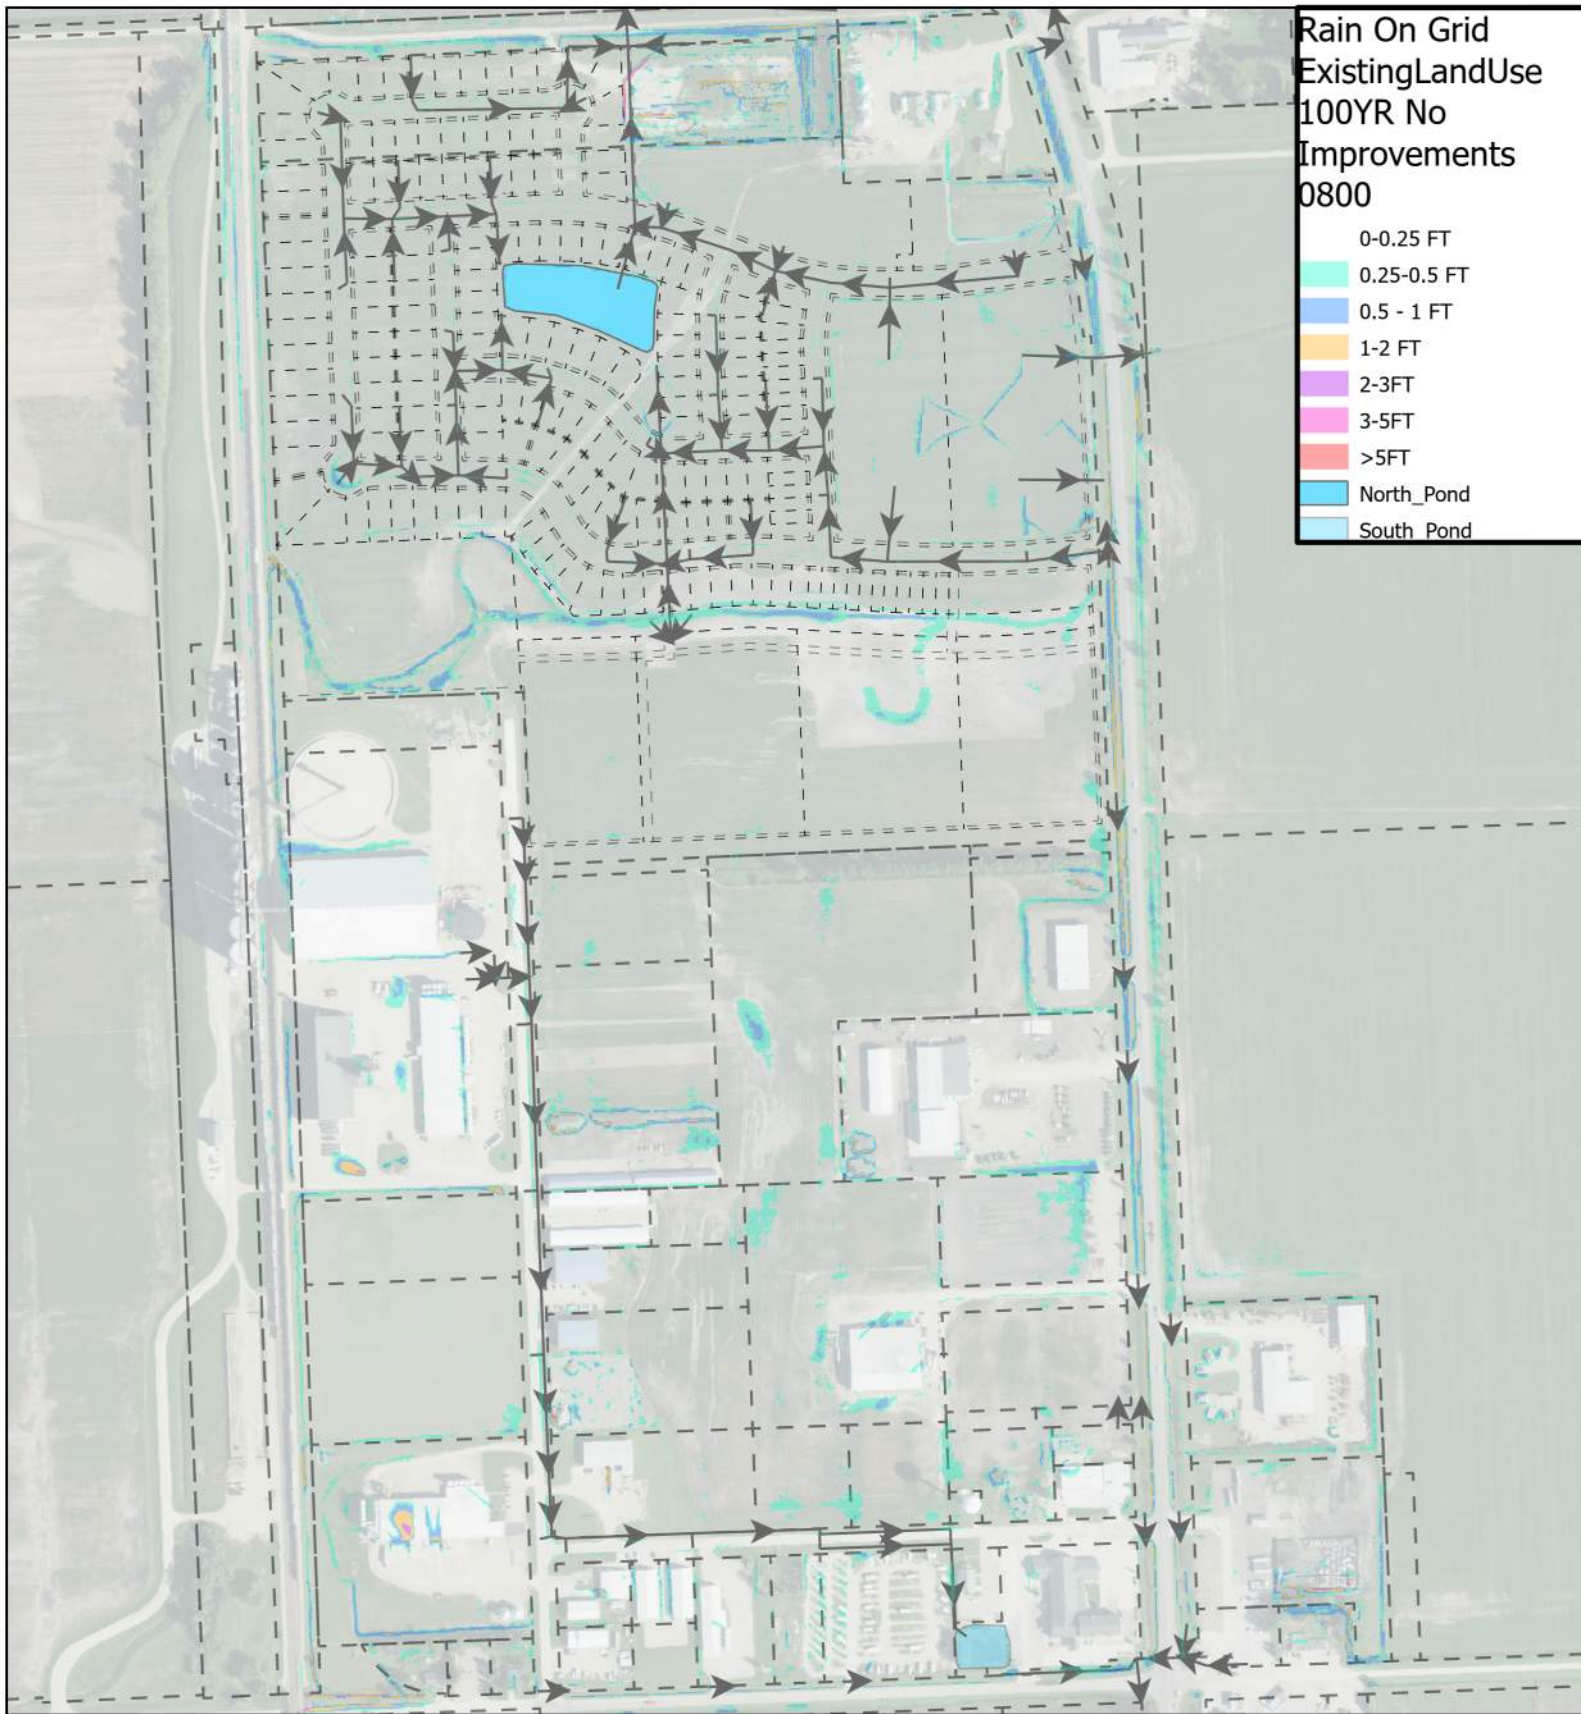 Rain On Grid
ExistingLandUse
100YR No
Improvements
0800
0-0.25 FT
0.25-0.5 FT
0.5 - 1 FT
1-2 FT
2-3FT
3-5FT
>5FT
North_Pond
South_Pond